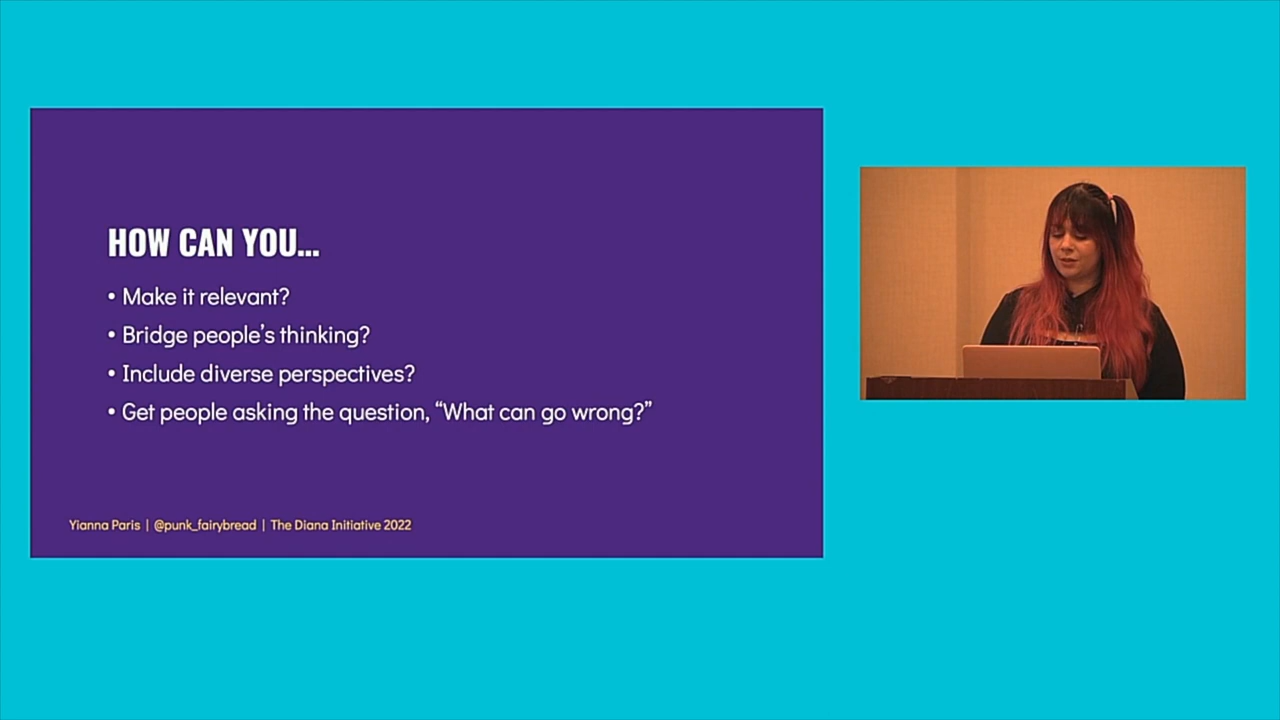 HOW CAN YOU...
• Make it relevant?
• Bridge people’s thinking?
• Include diverse perspectives?
• Get people asking the question, “What can go wrong?”
Yianna Paris | @punk_fairybread | The Diana Initiative 2022